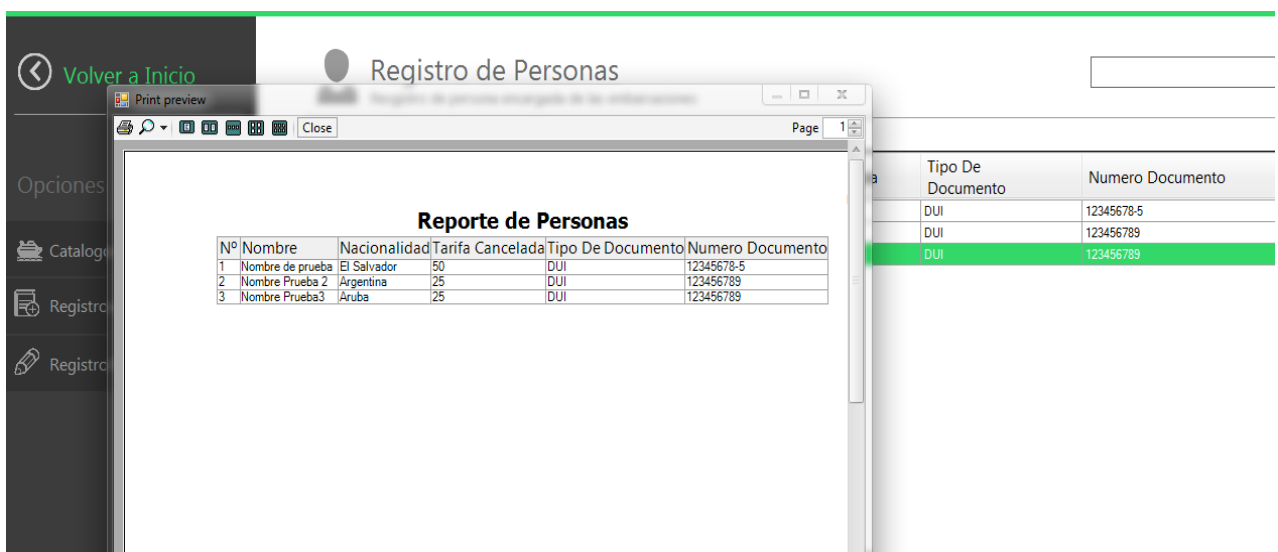 Volver a Inicio
Registro de Personas
Print preview
Close
Page 1
Opciones
Catalogo
Registro
Registro
Reporte de Personas
Nº Nombre Nacionalidad Tarifa Cancelada Tipo De Documento Numero Documento
1 Nombre de prueba El Salvador 50 DUI 12345678-5
2 Nombre Prueba 2 Argentina 25 DUI 123456789
3 Nombre Prueba3 Aruba 25 DUI 123456789
a
Tipo De
Documento
Numero Documento
DUI 12345678-5
DUI 123456789
DUI 123456789